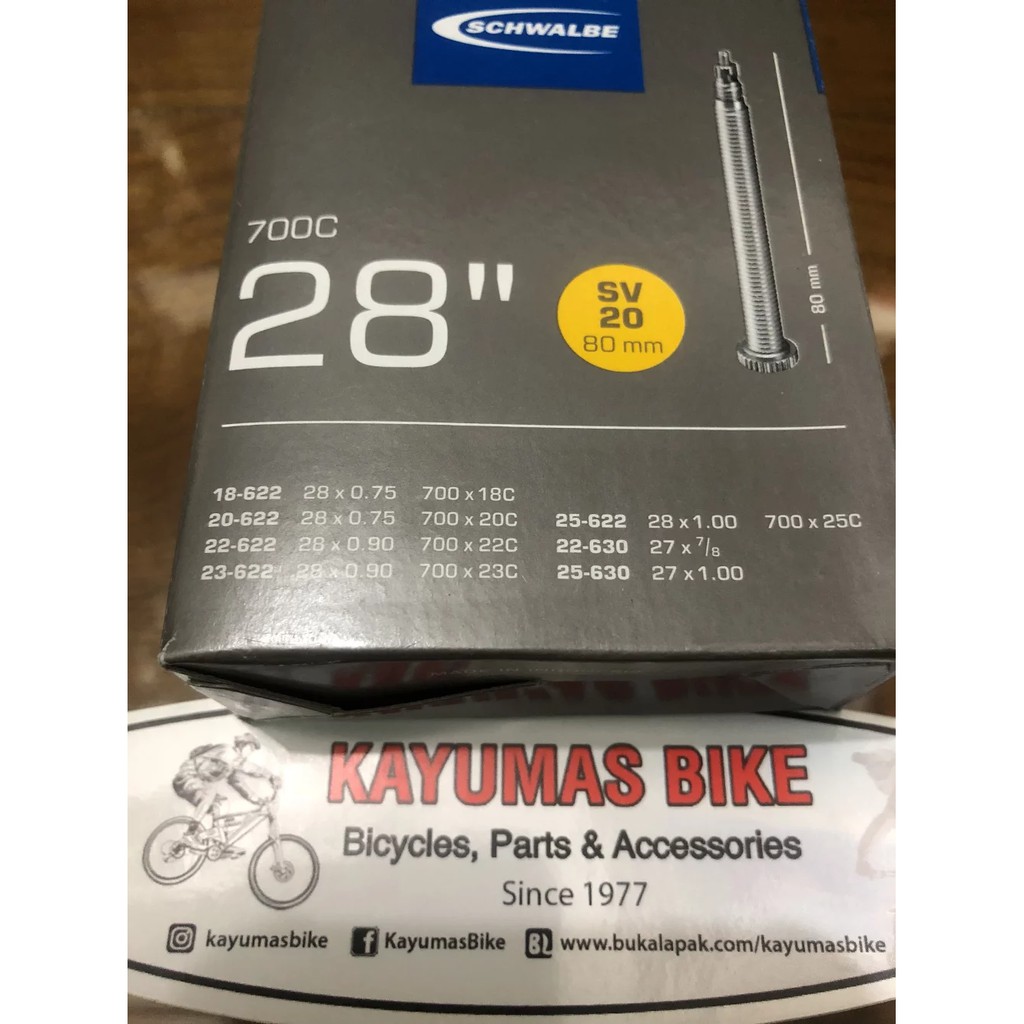 SCHWALBE
700C
28"
SV
20
80 mm
80 mm
18-622 28 x 0.75 700 x 18C
20-622 28 x 0.75 700 x 20C
22-622 28 x 0.90 700 x 22C
23-622 28 x 0.90 700 x 23C
25-622 28 x 1.00 700 x 25C
22-630 27 x 7/8
25-630 27 x 1.00
MADE IN
KAYUMAS BIKE
Bicycles, Parts & Accessories
Since 1977
kayumasbike KayumasBike BL www.bukalapak.com/kayumasbike